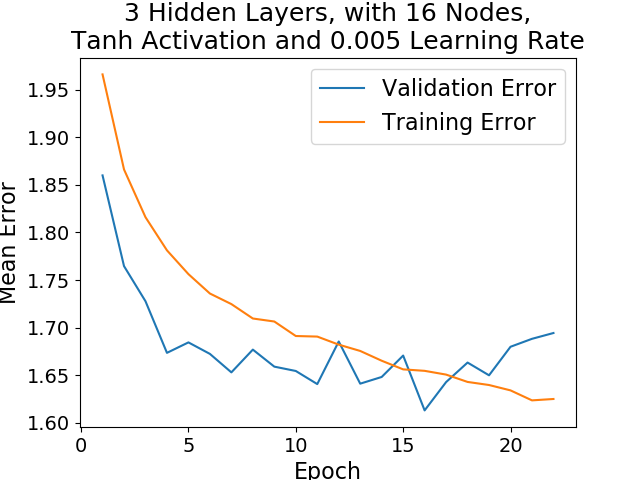 3 Hidden Layers, with 16 Nodes,
Tanh Activation and 0.005 Learning Rate
Validation Error
Training Error
1.95
1.90
1.85
1.80
1.75
1.70
1.65
1.60
Mean Error
0
5
10
15
20
Epoch